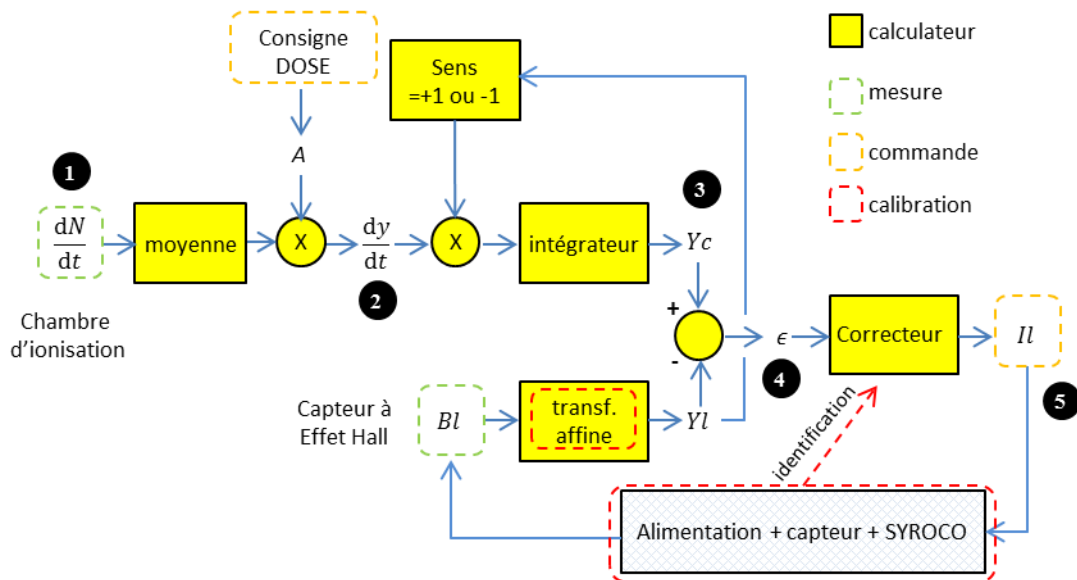 Consigne
DOSE
Sens
=+1 ou -1
calculateur
mesure
commande
calibration
1
A
3
dN
dt
moyenne
X
dy
dt
X
intégrateur
Yc
2
Chambre
d'ionisation
+
-
ϵ
Correcteur
Il
4
5
Capteur à
Effet Hall
Bl
transf.
affine
Yl
identification
Alimentation + capteur + SYROCO